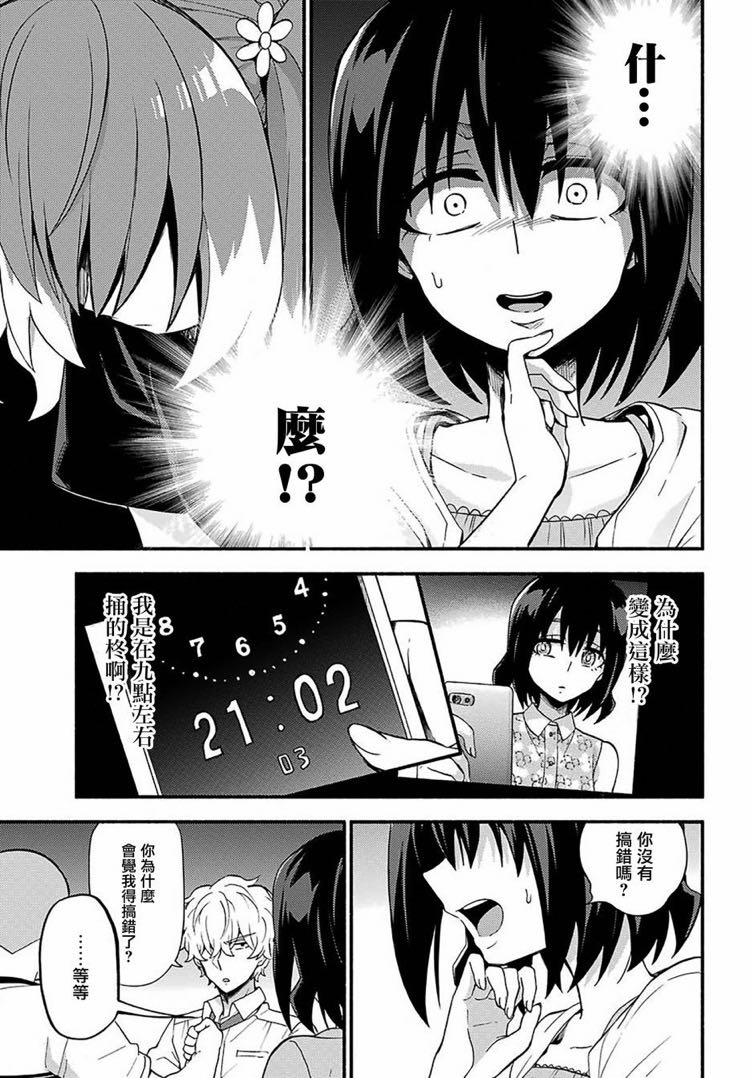 什…
麼!?
為什麼
變成這樣!?
4
5
6
7
8
21:02
03
我是在九點左右
捅的柊啊!?
你沒有
搞錯嗎?
你為什麼
會覺我得搞錯了?
……等等